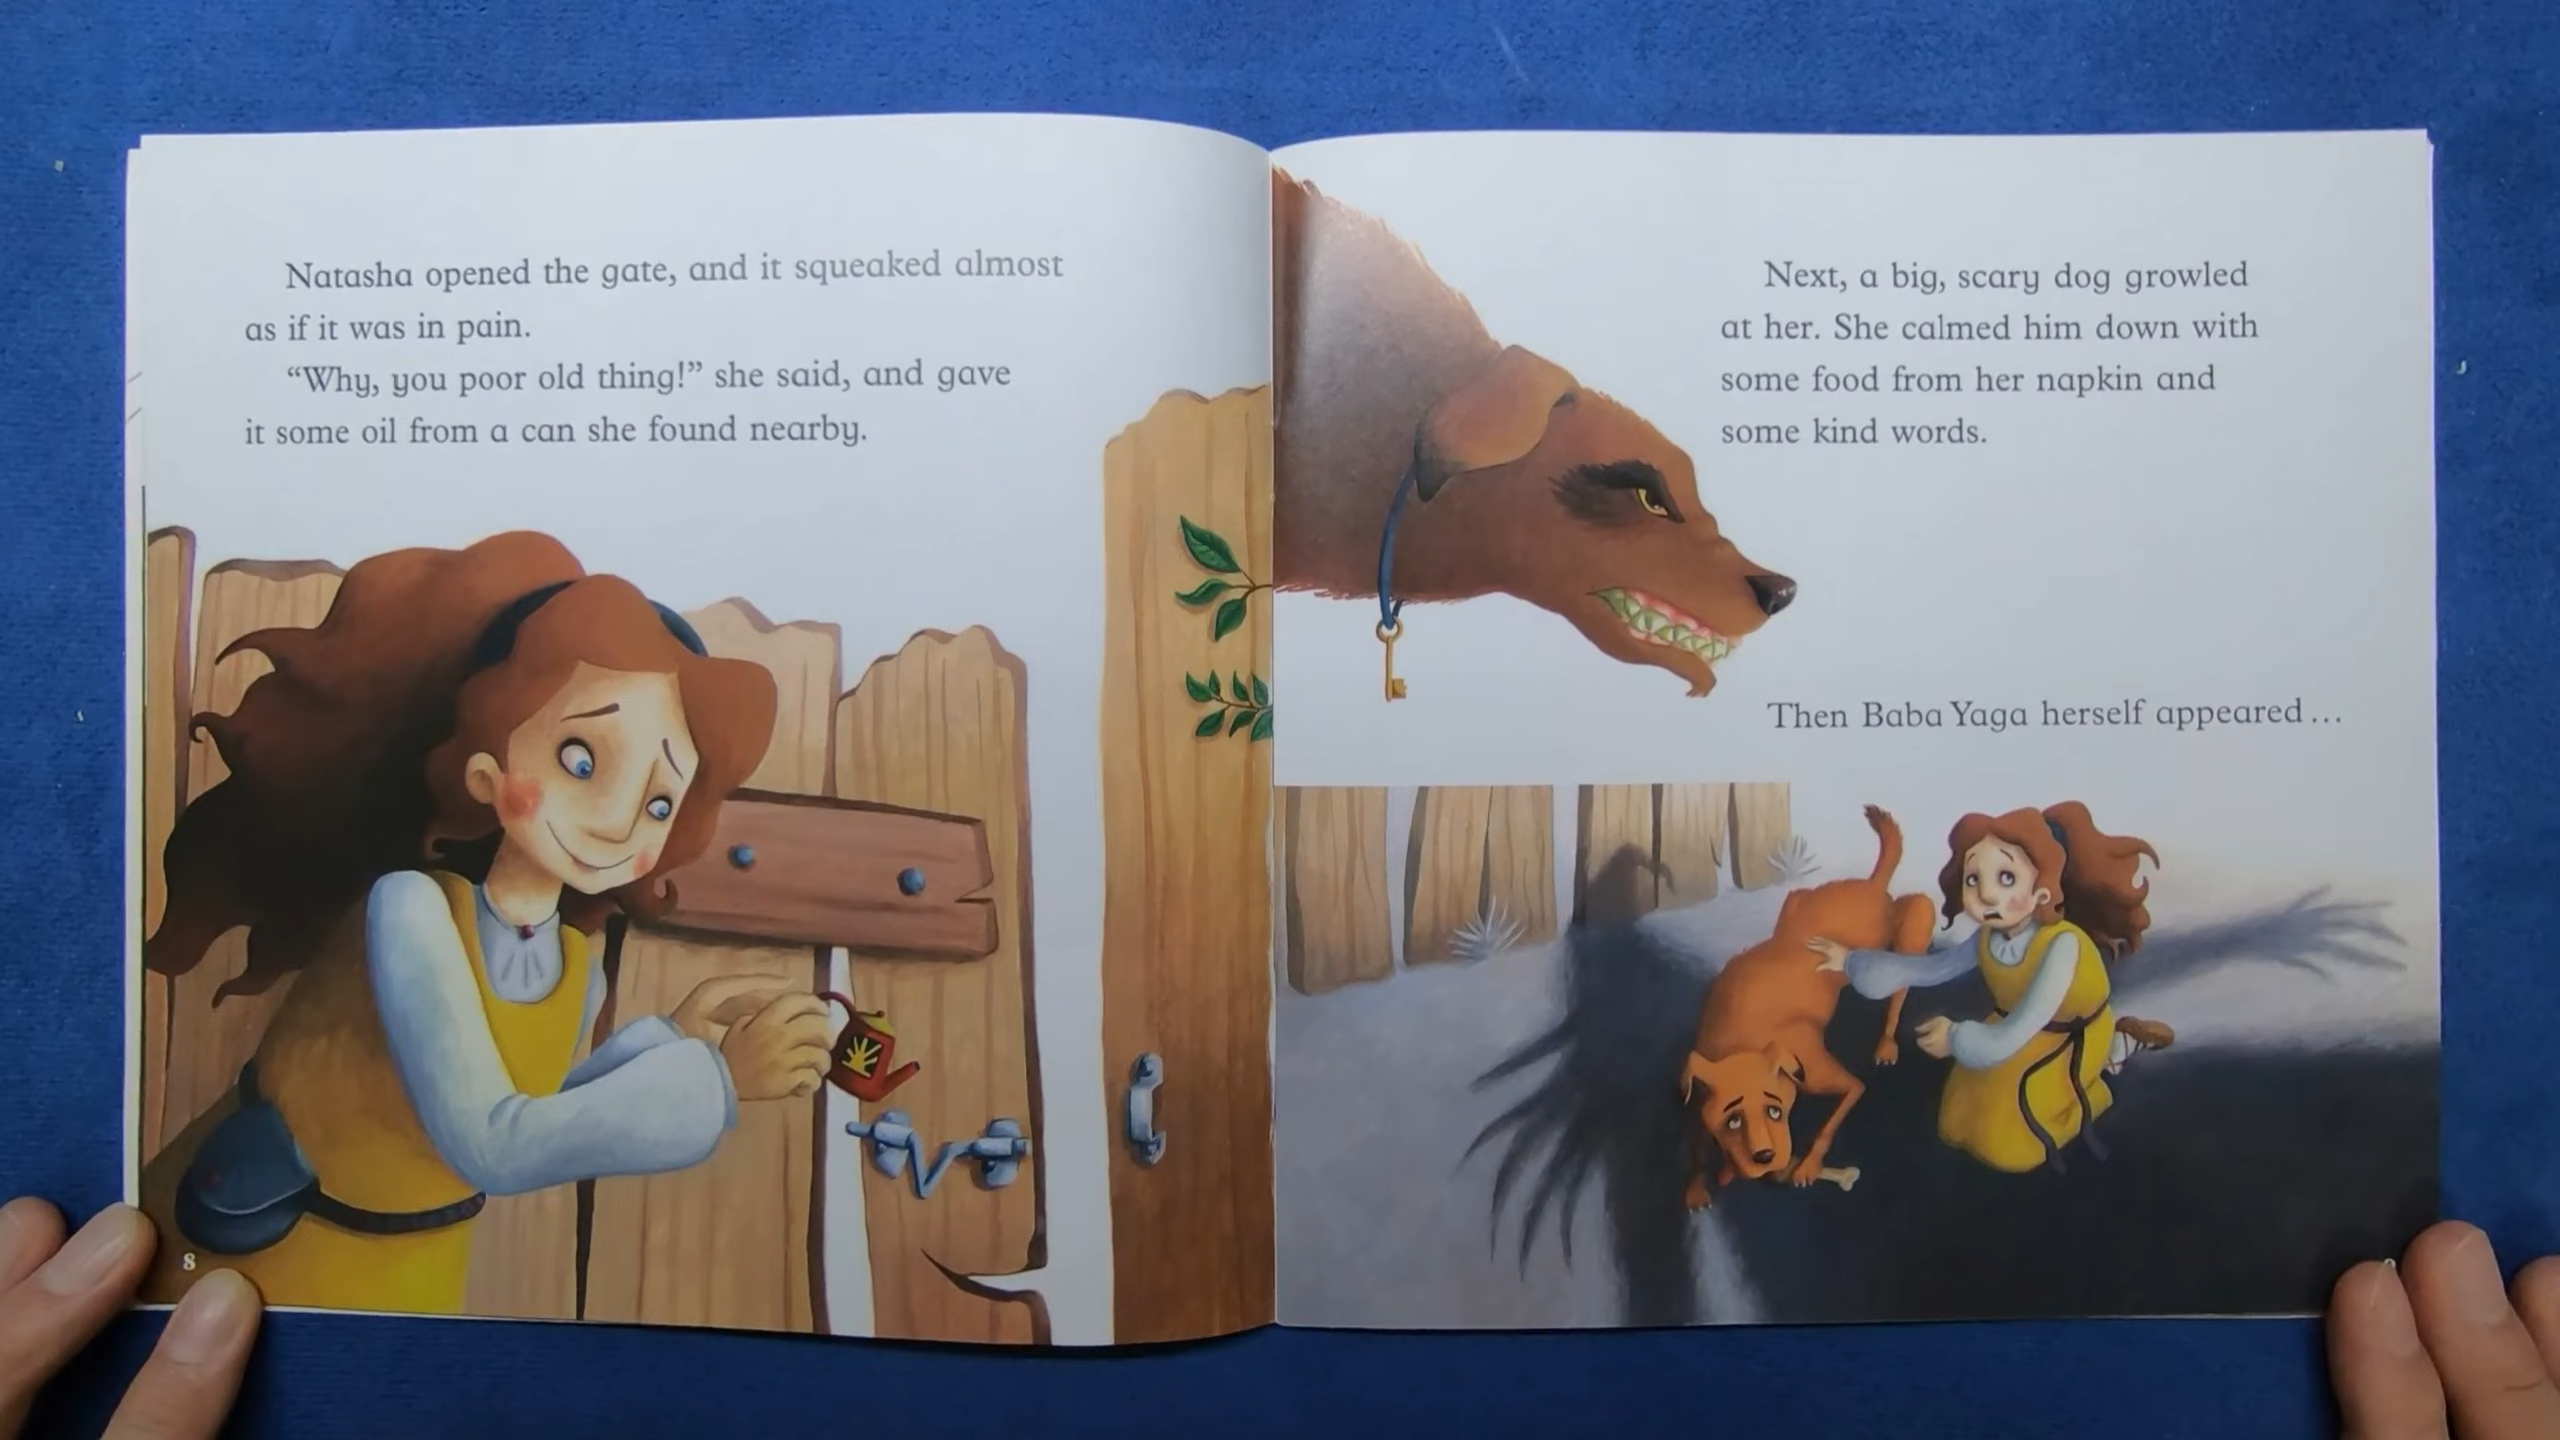 Natasha opened the gate, and it squeaked almost
as if it was in pain.
“Why, you poor old thing!” she said, and gave
it some oil from a can she found nearby.
8
Next, a big, scary dog growled
at her. She calmed him down with
some food from her napkin and
some kind words.
Then Baba Yaga herself appeared...